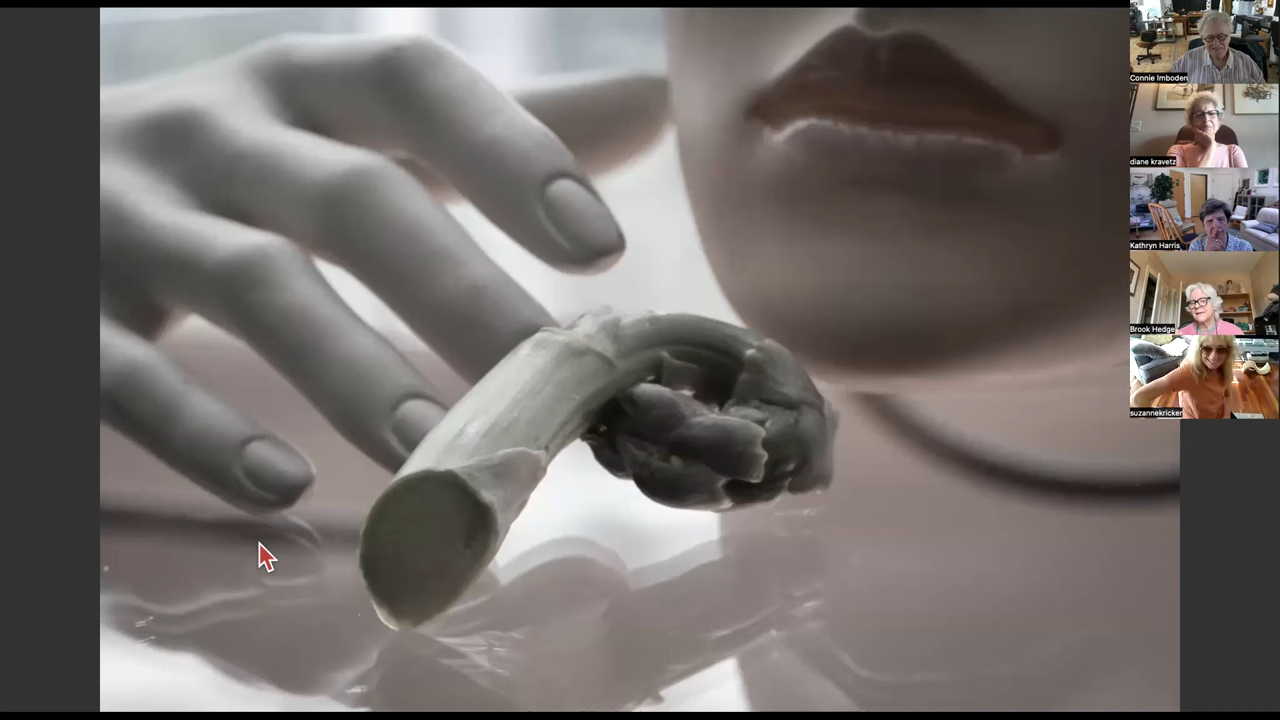 Connie Imboden
diane kravetz
Kathryn Harris
Brook Hedge
suzannekricker